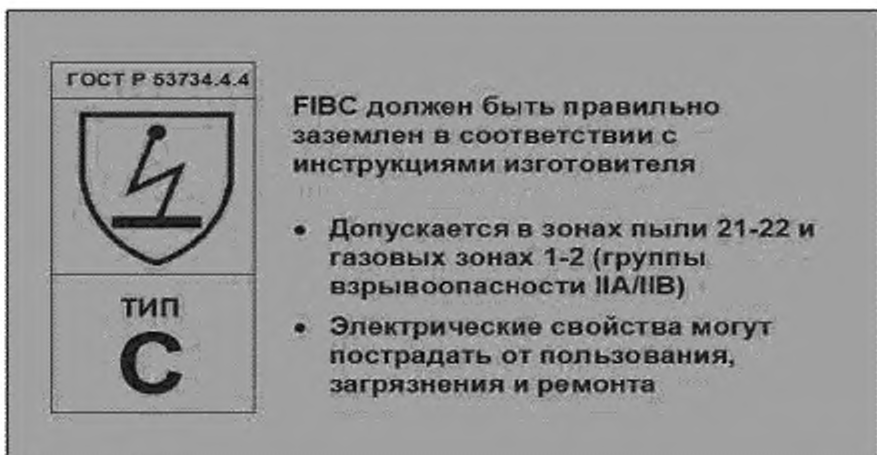 ГОСТ Р 53734.4.4
ТИП
С
FIBC должен быть правильно
заземлен в соответствии с
инструкциями изготовителя
• Допускается в зонах пыли 21-22 и
газовых зонах 1-2 (группы
взрывоопасности IIA/IIB)
• Электрические свойства могут
пострадать от пользования,
загрязнения и ремонта